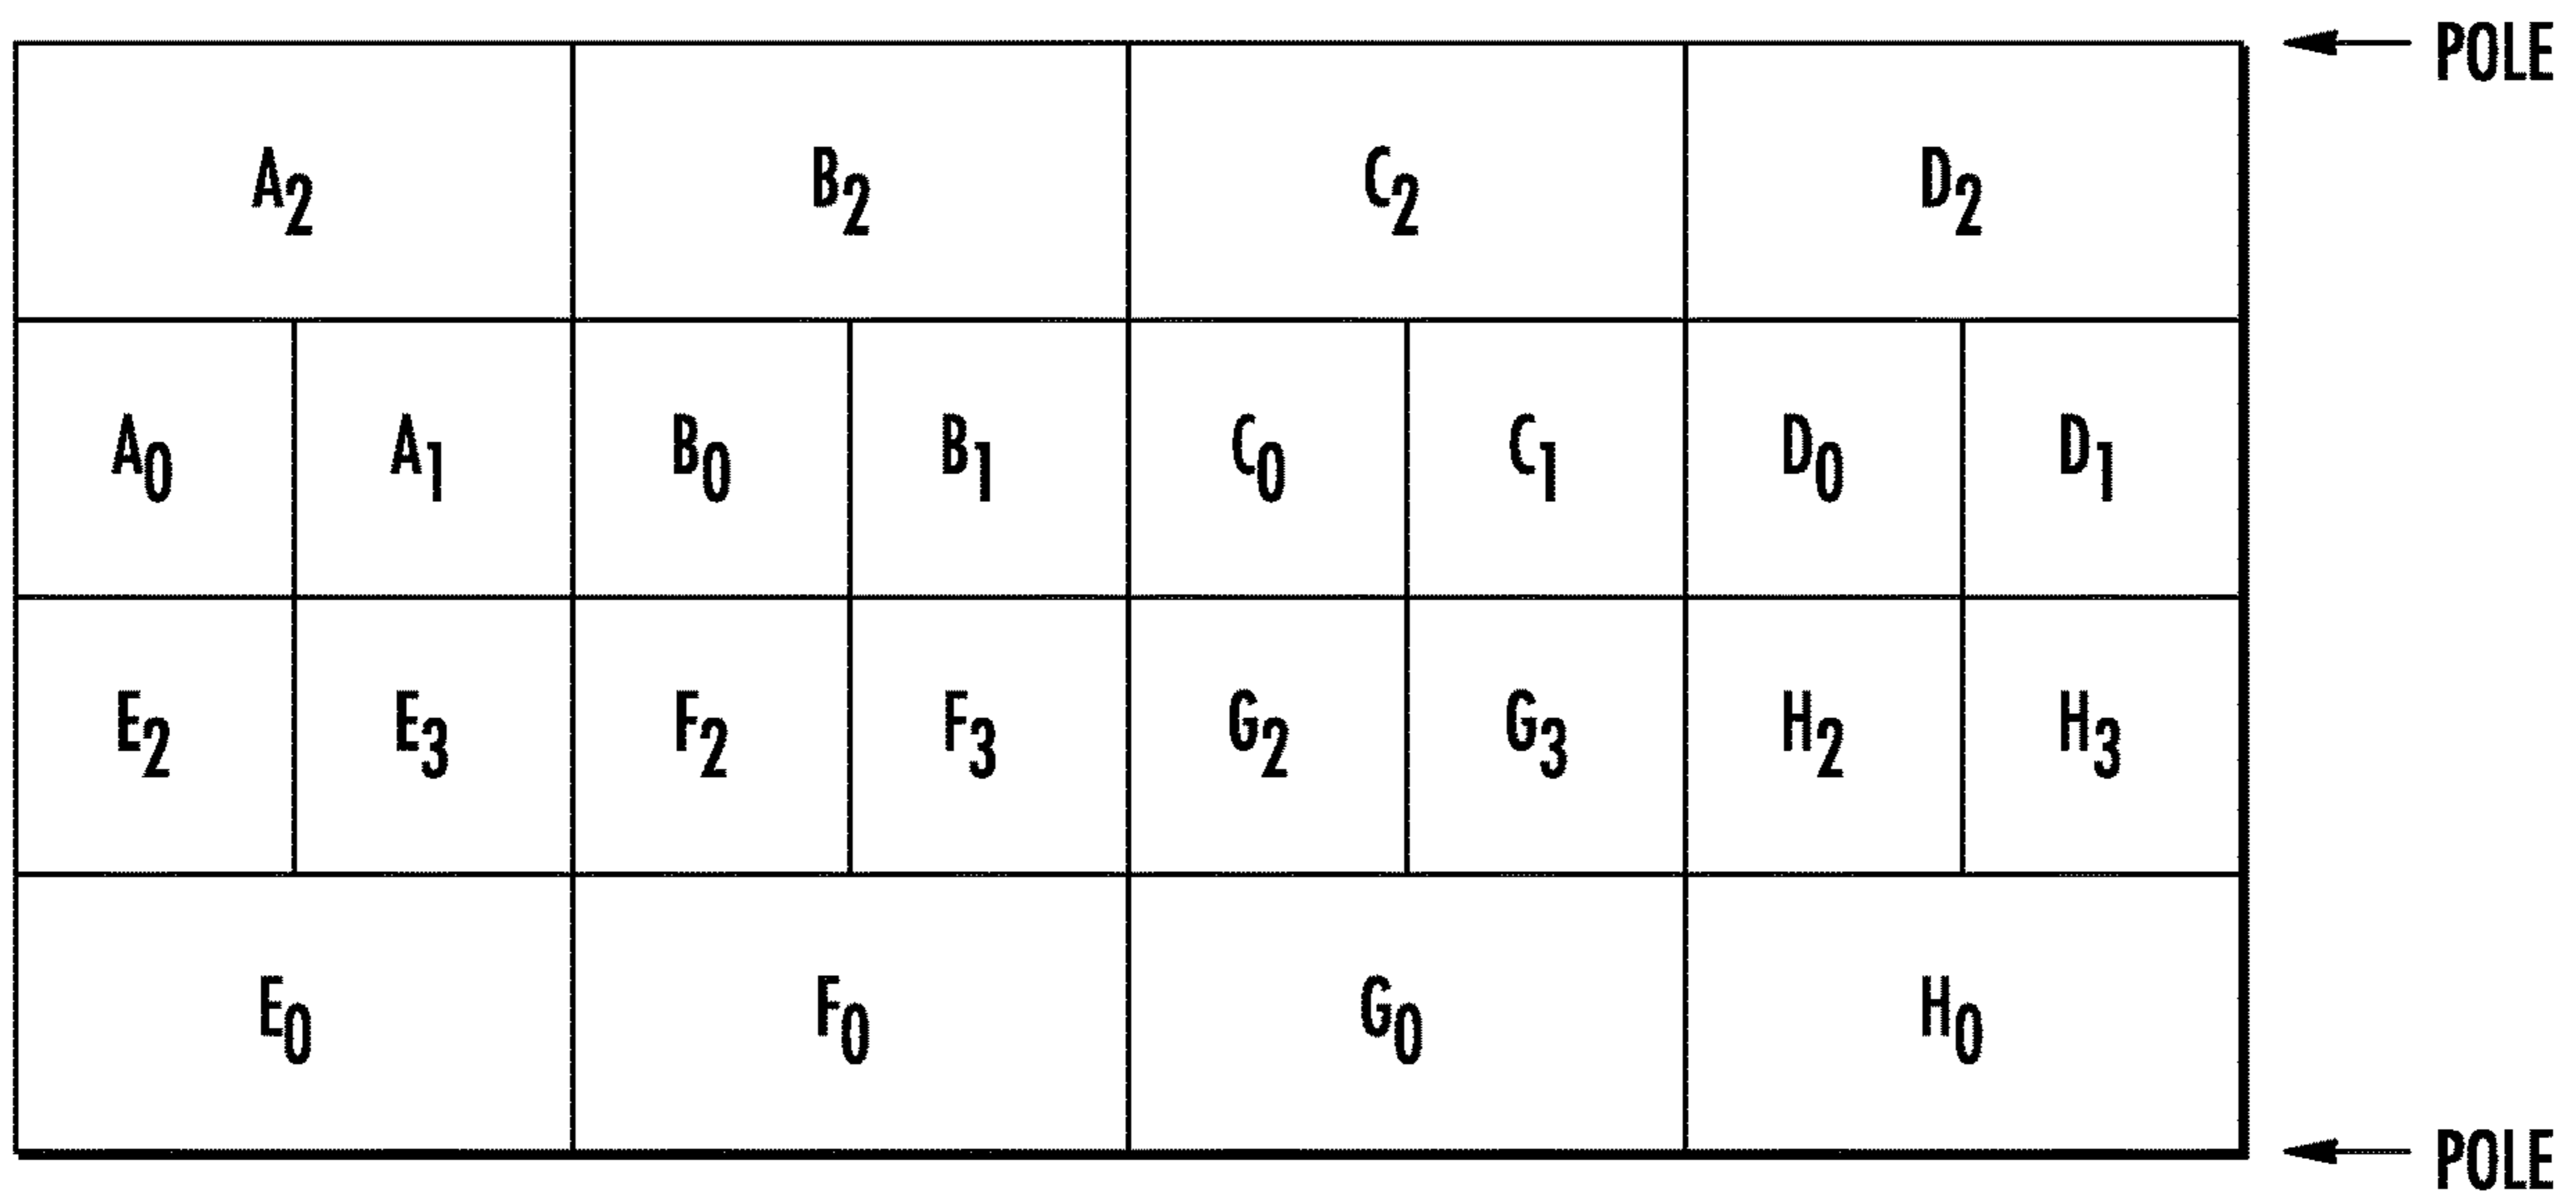 POLE
A2 B2 C2 D2
A0 A1 B0 B1 C0 C1 D0 D1
E2 E3 F2 F3 G2 G3 H2 H3
E0 F0 G0 H0
POLE